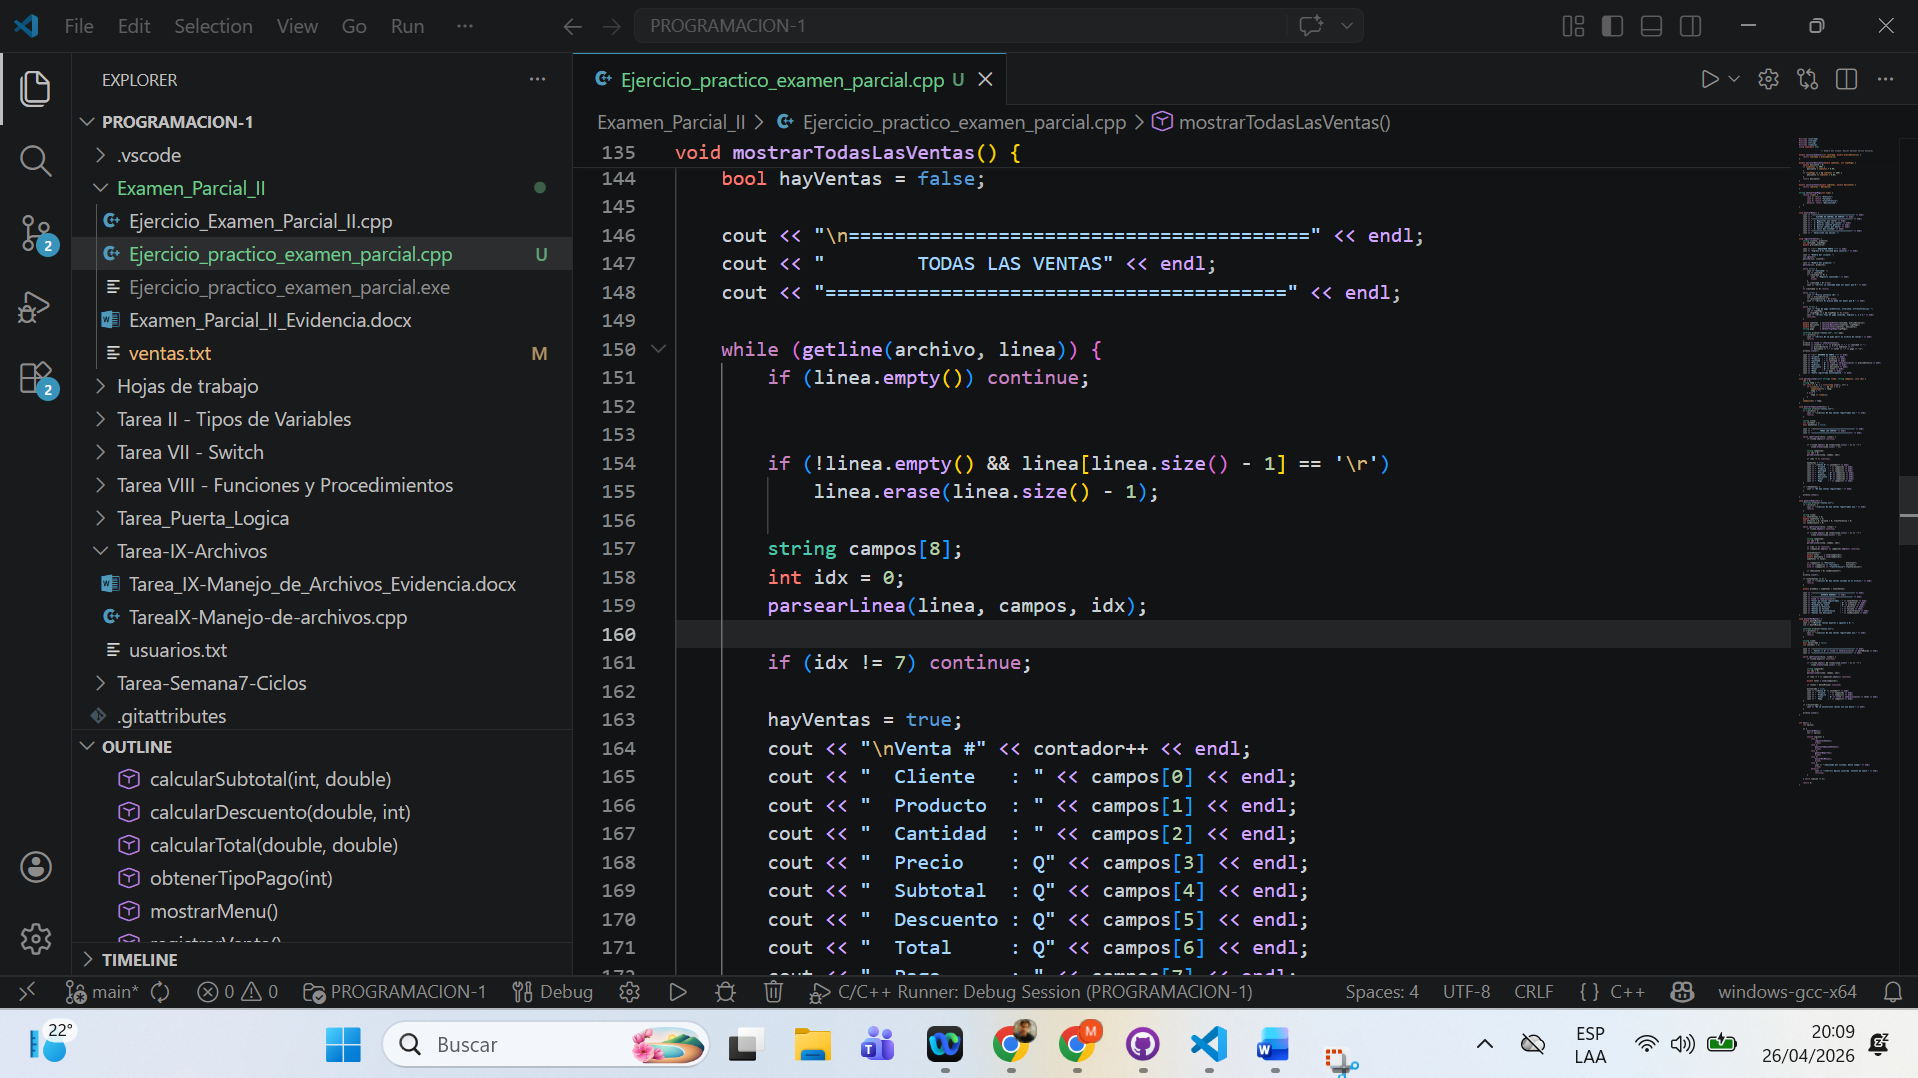 File Edit Selection View Go Run ··· PROGRAMACION-1
EXPLORER
PROGRAMACION-1
.vscode
Examen_Parcial_II
Ejercicio_Examen_Parcial_II.cpp
Ejercicio_practico_examen_parcial.cpp U
Ejercicio_practico_examen_parcial.exe
Examen_Parcial_II_Evidencia.docx
ventas.txt M
Hojas de trabajo
Tarea II - Tipos de Variables
Tarea VII - Switch
Tarea VIII - Funciones y Procedimientos
Tarea_Puerta_Logica
Tarea-IX-Archivos
Tarea_IX-Manejo_de_Archivos_Evidencia.docx
TareaIX-Manejo-de-archivos.cpp
usuarios.txt
Tarea-Semana7-Ciclos
.gitattributes
OUTLINE
calcularSubtotal(int, double)
calcularDescuento(double, int)
calcularTotal(double, double)
obtenerTipoPago(int)
mostrarMenu()
TIMELINE
2
2
Ejercicio_practico_examen_parcial.cpp U
Examen_Parcial_II > Ejercicio_practico_examen_parcial.cpp > mostrarTodasLasVentas()
135 void mostrarTodasLasVentas() {
144 bool hayVentas = false;
145
146 cout << "\n========================================" << endl;
147 cout << "        TODAS LAS VENTAS" << endl;
148 cout << "========================================" << endl;
149
150 while (getline(archivo, linea)) {
151 if (linea.empty()) continue;
152
153
154 if (!linea.empty() && linea[linea.size() - 1] == '\r')
155 linea.erase(linea.size() - 1);
156
157 string campos[8];
158 int idx = 0;
159 parsearLinea(linea, campos, idx);
160
161 if (idx != 7) continue;
162
163 hayVentas = true;
164 cout << "\nVenta #" << contador++ << endl;
165 cout << "  Cliente   : " << campos[0] << endl;
166 cout << "  Producto  : " << campos[1] << endl;
167 cout << "  Cantidad  : " << campos[2] << endl;
168 cout << "  Precio    : Q" << campos[3] << endl;
169 cout << "  Subtotal  : Q" << campos[4] << endl;
170 cout << "  Descuento : Q" << campos[5] << endl;
171 cout << "  Total     : Q" << campos[6] << endl;
main* 0 0 PROGRAMACION-1 Debug C/C++ Runner: Debug Session (PROGRAMACION-1) Spaces: 4 UTF-8 CRLF {} C++ windows-gcc-x64
22° Buscar M ESP LAA 20:09
26/04/2026